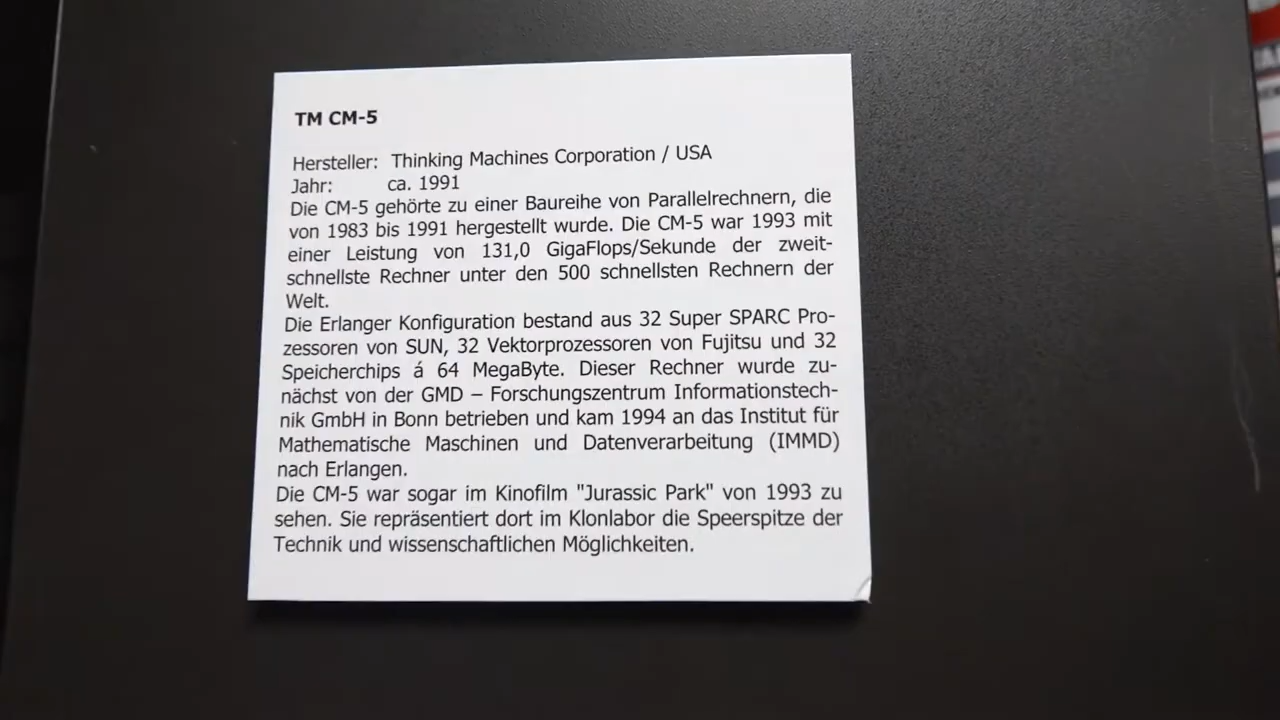 TM CM-5
Hersteller: Thinking Machines Corporation / USA
Jahr: ca. 1991
Die CM-5 gehörte zu einer Baureihe von Parallelrechnern, die
von 1983 bis 1991 hergestellt wurde. Die CM-5 war 1993 mit
einer Leistung von 131,0 GigaFlops/Sekunde der zweit-
schnellste Rechner unter den 500 schnellsten Rechnern der
Welt.
Die Erlanger Konfiguration bestand aus 32 Super SPARC Pro-
zessoren von SUN, 32 Vektorprozessoren von Fujitsu und 32
Speicherchips á 64 MegaByte. Dieser Rechner wurde zu-
nächst von der GMD – Forschungszentrum Informationstech-
nik GmbH in Bonn betrieben und kam 1994 an das Institut für
Mathematische Maschinen und Datenverarbeitung (IMMD)
nach Erlangen.
Die CM-5 war sogar im Kinofilm "Jurassic Park" von 1993 zu
sehen. Sie repräsentiert dort im Klonlabor die Speerspitze der
Technik und wissenschaftlichen Möglichkeiten.